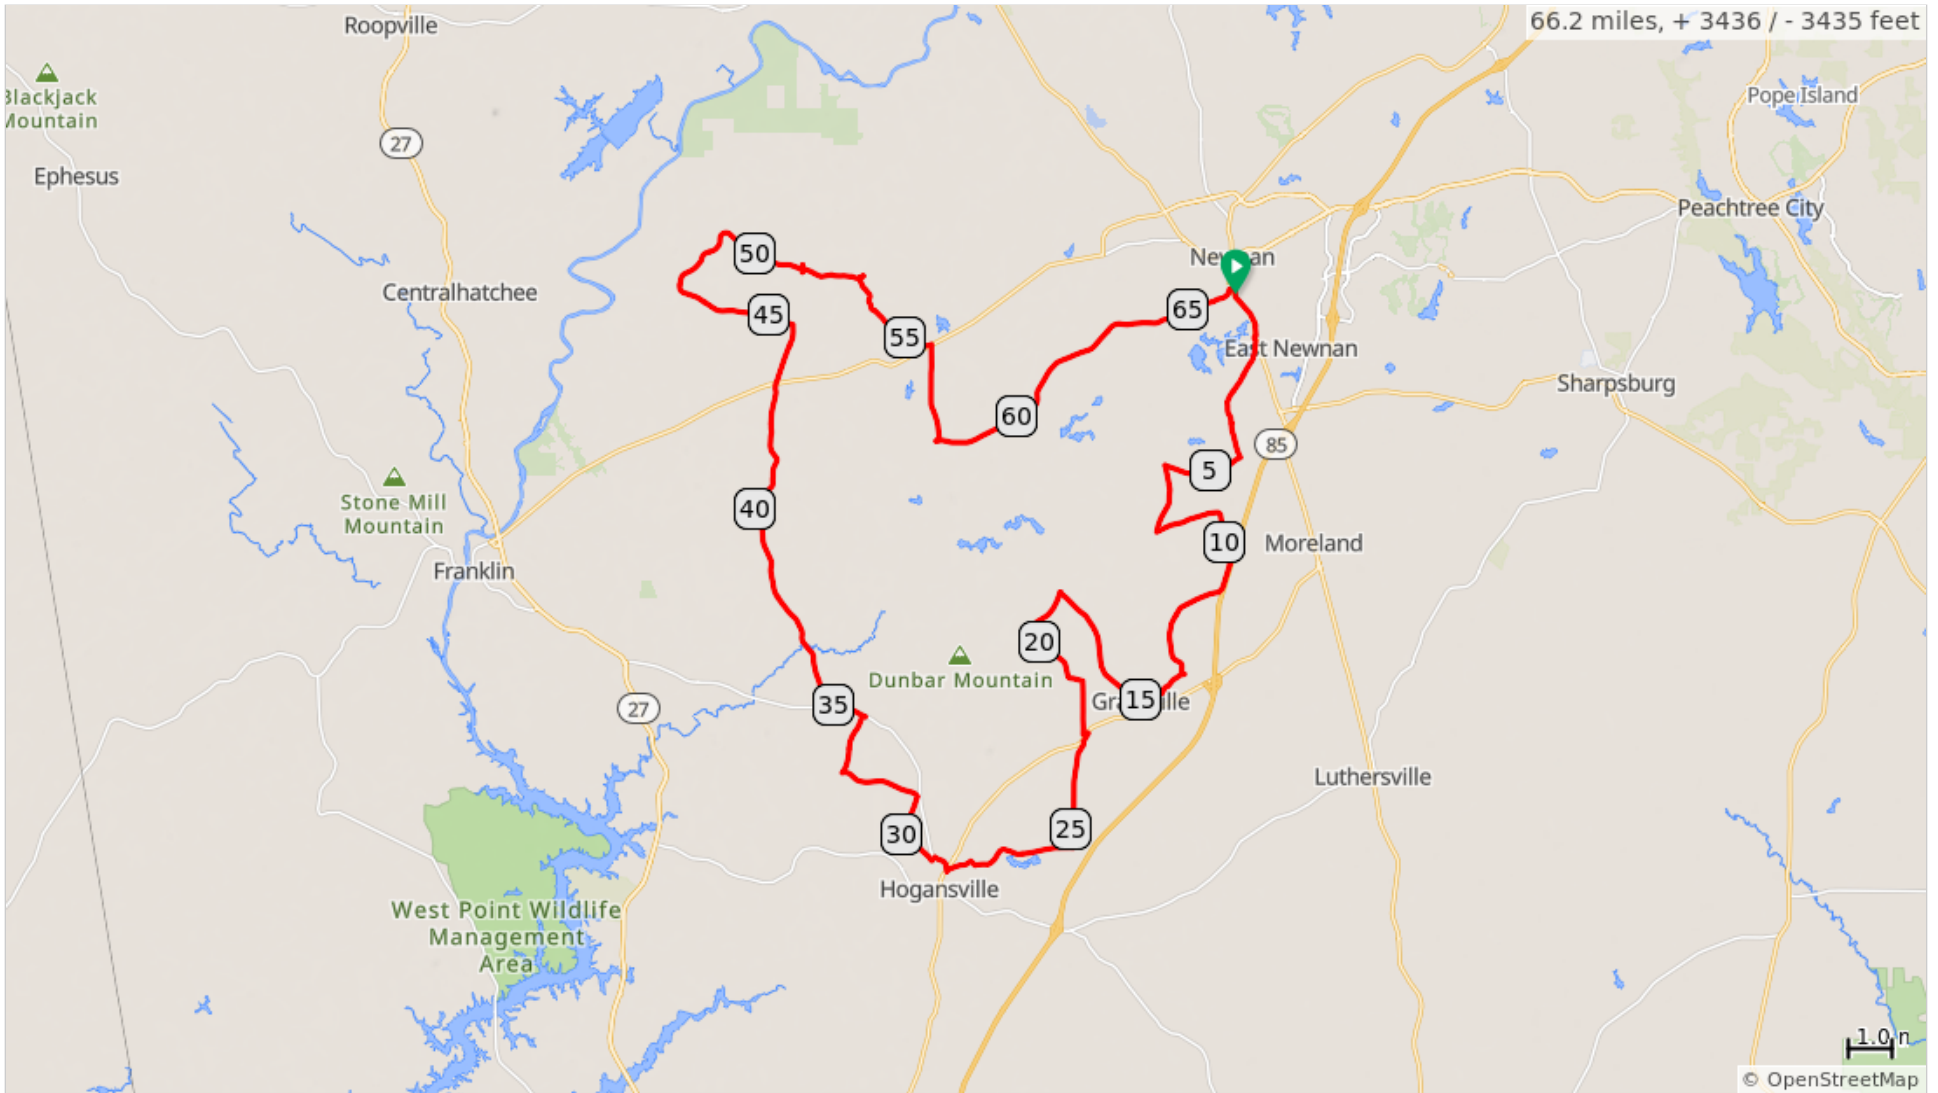 Roopville
66.2 miles, + 3436 / - 3435 feet
Blackjack
Mountain
Pope Island
27
Ephesus
Peachtree City
50
Newnan
Centralhatchee
45
65
55
East Newnan
Sharpsburg
60
85
5
Stone Mill
Mountain
40
10
Moreland
Franklin
20
Dunbar Mountain
15
35
27
Luthersville
30
25
Hogansville
West Point Wildlife
Management
Area
1.0
© OpenStreetMap